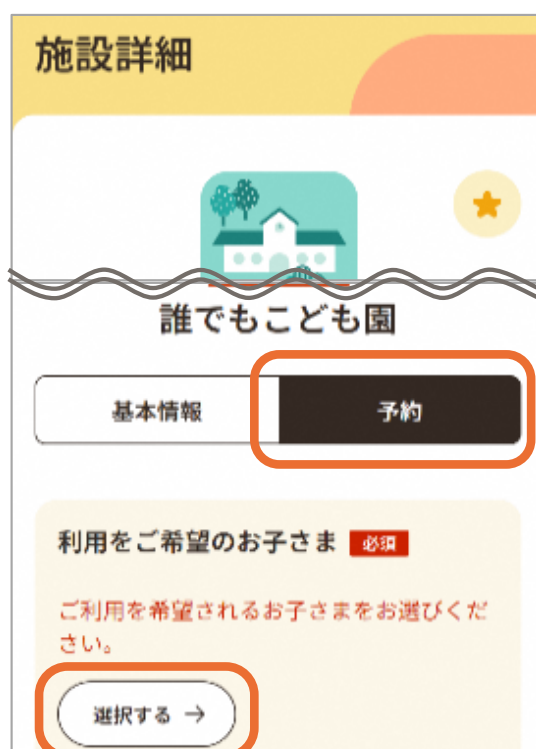 施設詳細
誰でもこども園
基本情報
予約
利用をご希望のお子さま 必須
ご利用を希望されるお子さまをお選びくだ
さい。
選択する →